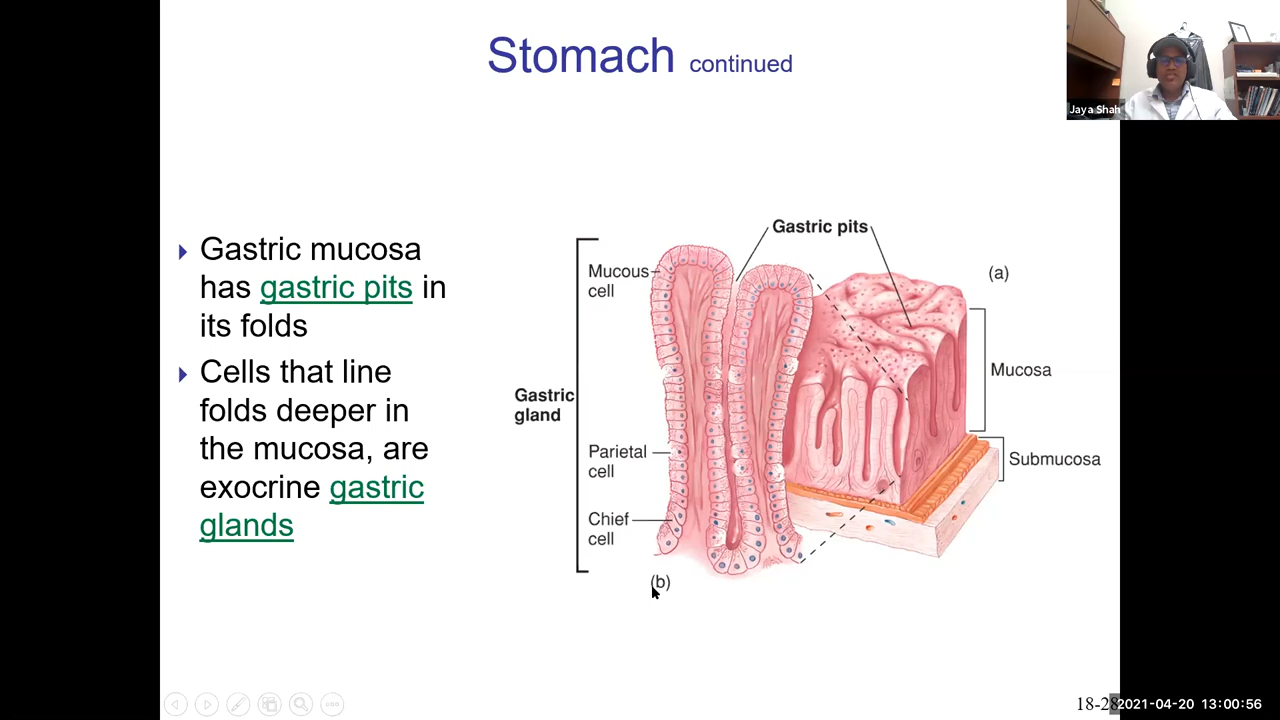 Stomach continued
Jaya Shah
Gastric mucosa
has gastric pits in
its folds
Cells that line
folds deeper in
the mucosa, are
exocrine gastric
glands
Gastric pits
(a)
Mucous
cell
Mucosa
Gastric
gland
Parietal
cell
Submucosa
Chief
cell
(b)
18-28
2021-04-20 13:00:56